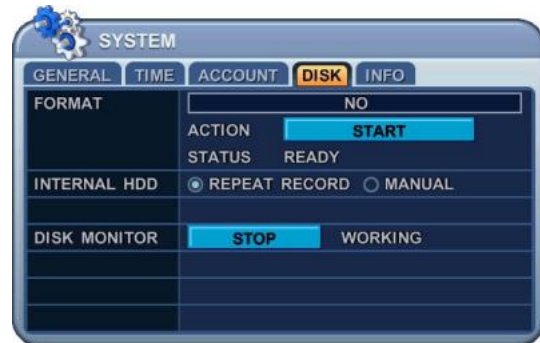 SYSTEM
GENERAL TIME ACCOUNT DISK INFO
FORMAT NO
ACTION START
STATUS READY
INTERNAL HDD REPEAT RECORD MANUAL
DISK MONITOR STOP WORKING